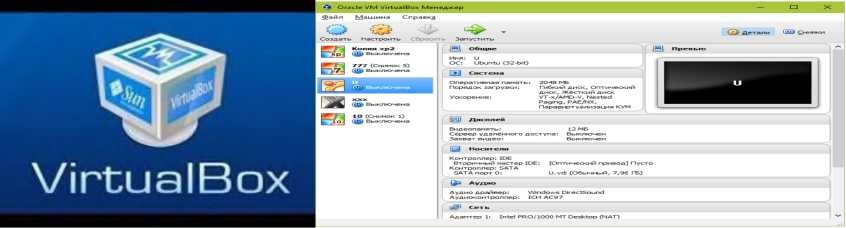 Sun
VirtualBox
VirtualBox
Oracle VM VirtualBox Менеджер
Файл Машина Справка
Создать Настроить Сбросить Запустить
Детали Снимки
Копия xp2
Выключена
777 (Снимок 5)
Выключена
U
Выключена
xxx
Выключена
10 (Снимок 1)
Выключена
Общие
Имя: U
ОС: Ubuntu (32-bit)
Система
Оперативная память: 2048 МБ
Порядок загрузки: Гибкий диск, Оптический диск, Жёсткий диск
Ускорение: VT-x/AMD-V, Nested Paging, PAE/NX, Паравиртуализация KVM
Дисплей
Видеопамять: 12 МБ
Сервер удалённого доступа: Выключен
Захват видео: Выключен
Носители
Контроллер: IDE
Вторичный мастер IDE: [Оптический привод] Пусто
Контроллер: SATA
SATA порт 0: U.vdi (Обычный, 7,96 ГБ)
Аудио
Аудио драйвер: Windows DirectSound
Аудиоконтроллер: ICH AC97
Сеть
Адаптер 1: Intel PRO/1000 MT Desktop (NAT)
Превью
U